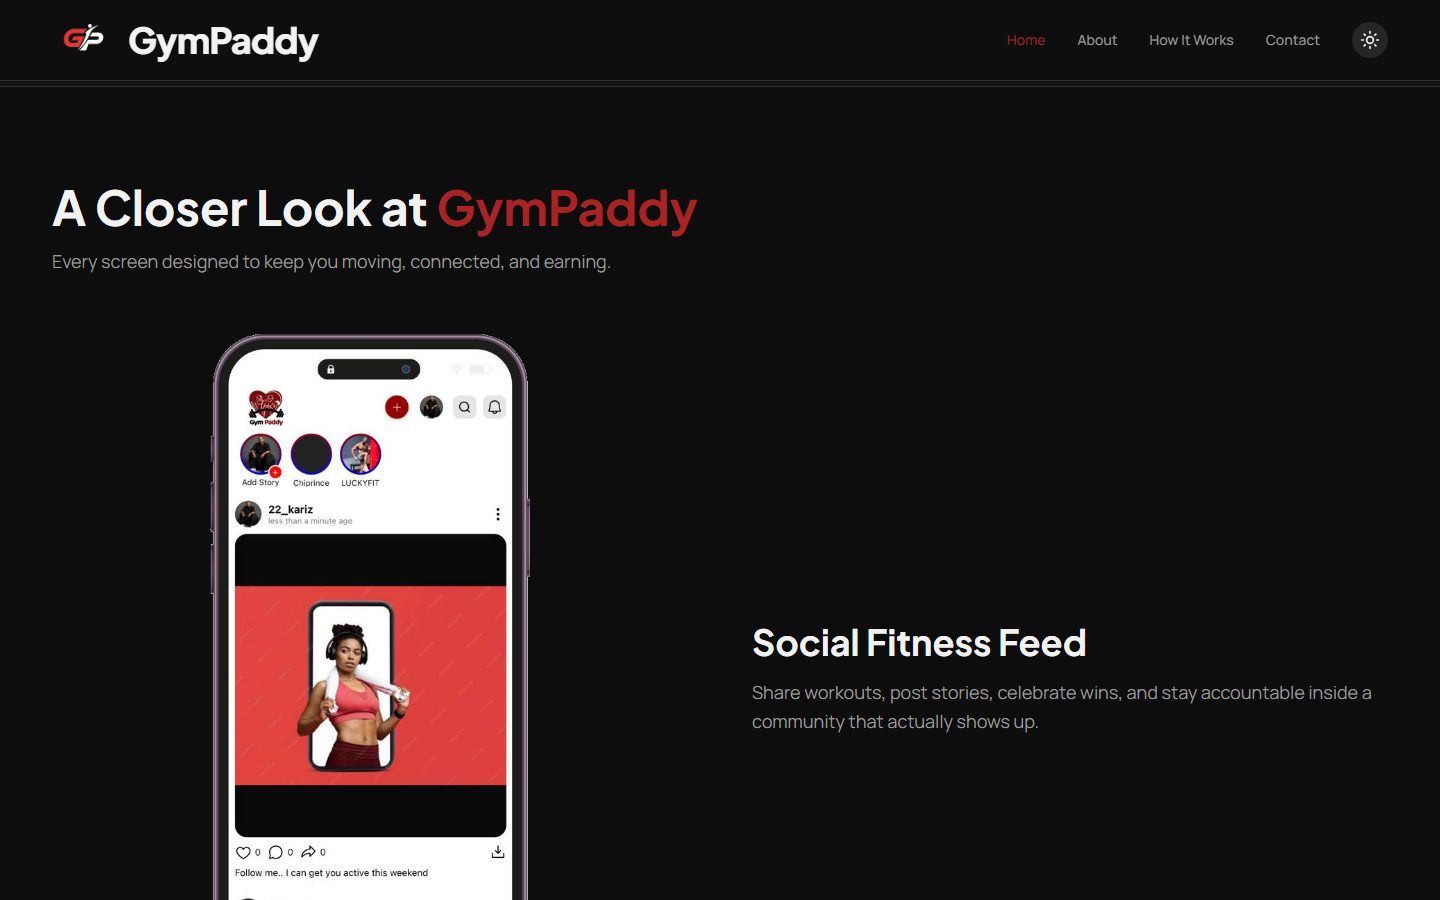 GP
GymPaddy
Home
About
How It Works
Contact
A Closer Look at GymPaddy
Every screen designed to keep you moving, connected, and earning.
Gym Paddy
Add Story
Chiprince
LUCKYFIT
22_kariz
less than a minute ago
0
0
0
Follow me.. I can get you active this weekend
Social Fitness Feed
Share workouts, post stories, celebrate wins, and stay accountable inside a
community that actually shows up.